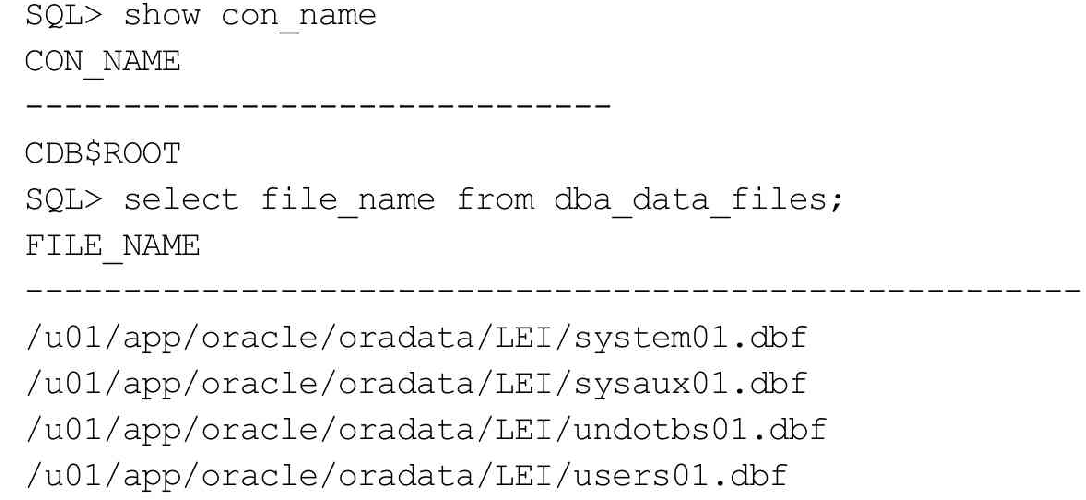 SQL> show con_name
CON_NAME
------------------------------
CDB$ROOT
SQL> select file_name from dba_data_files;
FILE_NAME
------------------------------------------------------
/u01/app/oracle/oradata/LEI/system01.dbf
/u01/app/oracle/oradata/LEI/sysaux01.dbf
/u01/app/oracle/oradata/LEI/undotbs01.dbf
/u01/app/oracle/oradata/LEI/users01.dbf